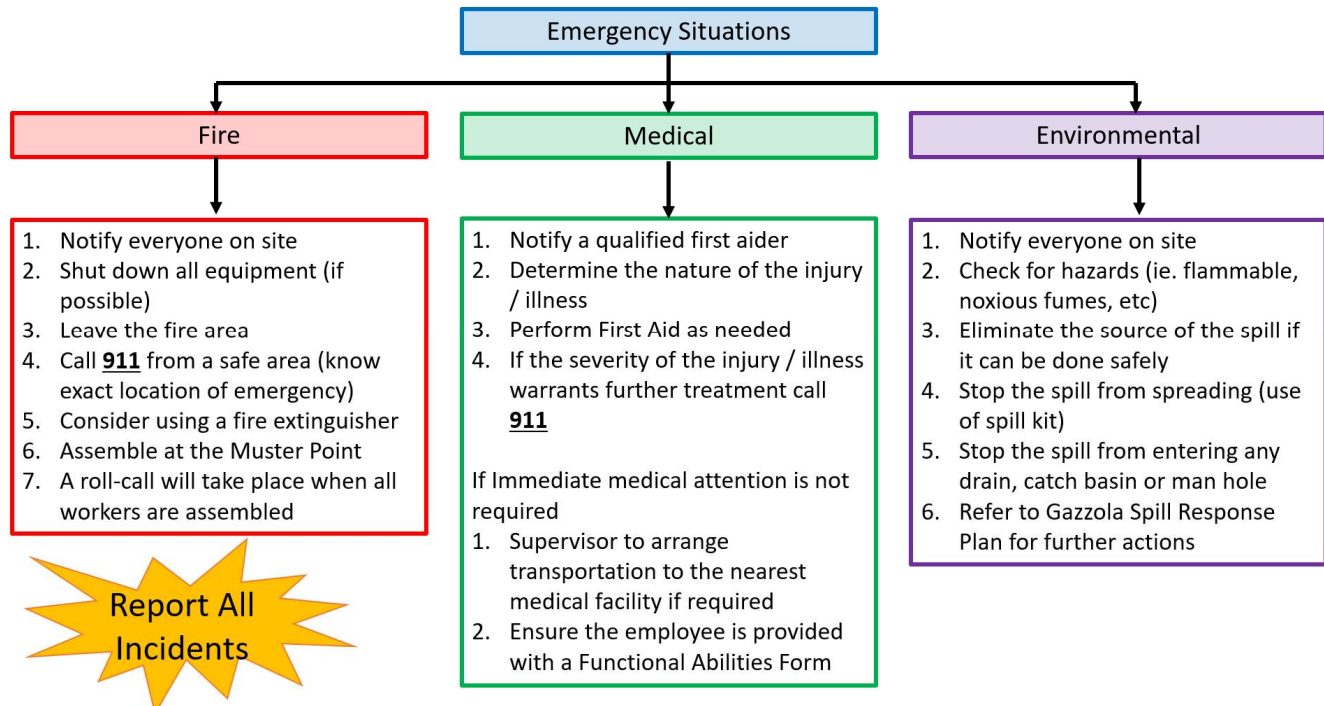 Emergency Situations
Fire
1. Notify everyone on site
2. Shut down all equipment (if
possible)
3. Leave the fire area
4. Call 911 from a safe area (know
exact location of emergency)
5. Consider using a fire extinguisher
6. Assemble at the Muster Point
7. A roll-call will take place when all
workers are assembled
Report All
Incidents
Medical
1. Notify a qualified first aider
2. Determine the nature of the injury
/ illness
3. Perform First Aid as needed
4. If the severity of the injury / illness
warrants further treatment call
911
If Immediate medical attention is not
required
1. Supervisor to arrange
transportation to the nearest
medical facility if required
2. Ensure the employee is provided
with a Functional Abilities Form
Environmental
1. Notify everyone on site
2. Check for hazards (ie. flammable,
noxious fumes, etc)
3. Eliminate the source of the spill if
it can be done safely
4. Stop the spill from spreading (use
of spill kit)
5. Stop the spill from entering any
drain, catch basin or man hole
6. Refer to Gazzola Spill Response
Plan for further actions